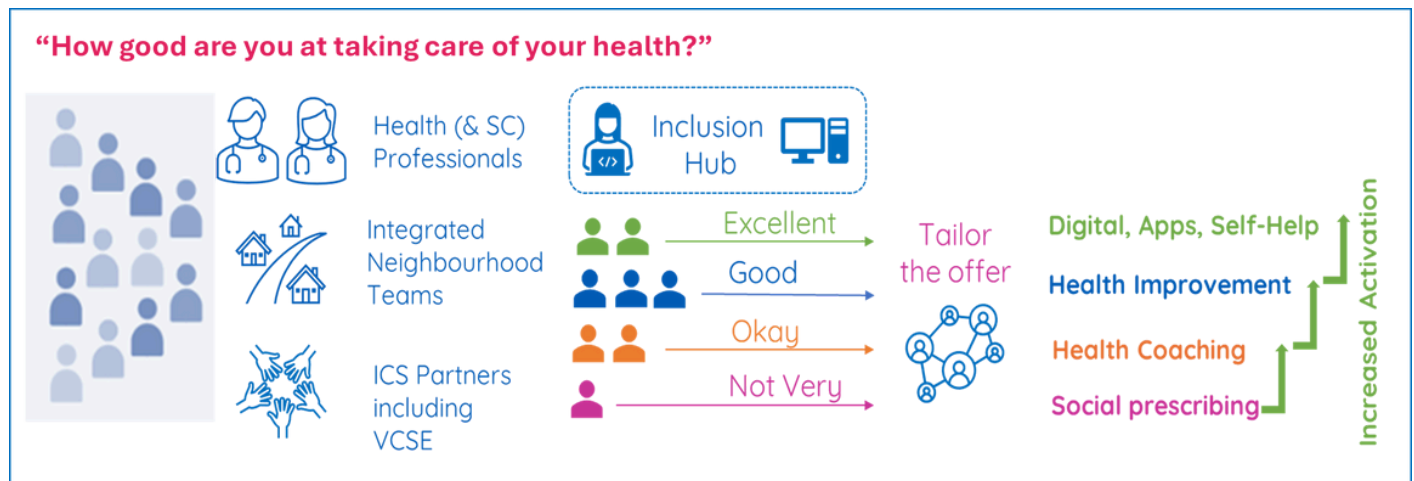 “How good are you at taking care of your health?”
Health (& SC)
Professionals
Integrated
Neighbourhood
Teams
ICS Partners
including
VCSE
</>
Inclusion
Hub
Excellent
Good
Okay
Not Very
Tailor
the offer
Digital, Apps, Self-Help
Health Improvement
Health Coaching
Social prescribing
Increased Activation